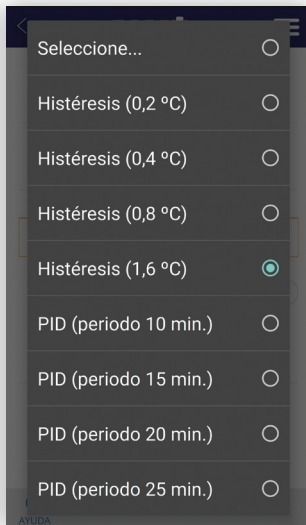 Seleccione...
Histéresis (0,2 ºC)
Histéresis (0,4 ºC)
Histéresis (0,8 ºC)
Histéresis (1,6 ºC)
PID (periodo 10 min.)
PID (periodo 15 min.)
PID (periodo 20 min.)
PID (periodo 25 min.)
AYUDA